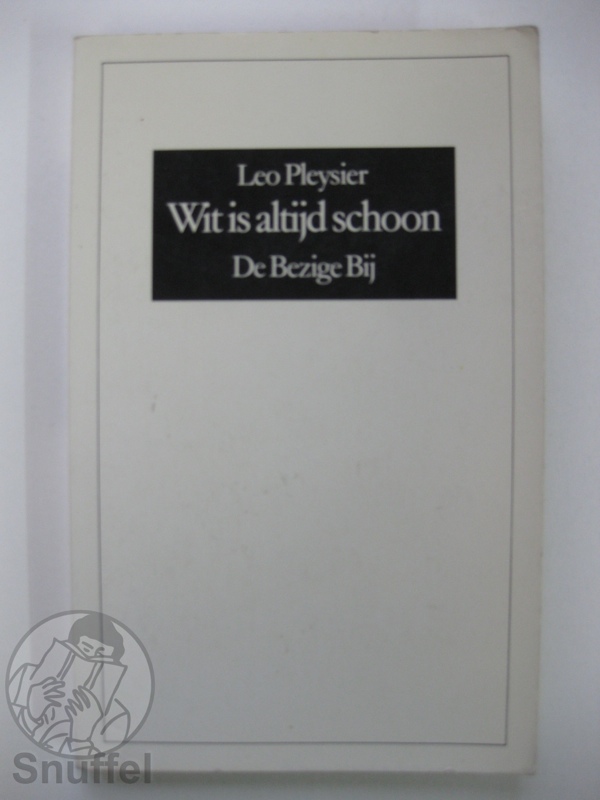 Leo Pleysier
Wit is altijd schoon
De Bezige Bij
Snuffel